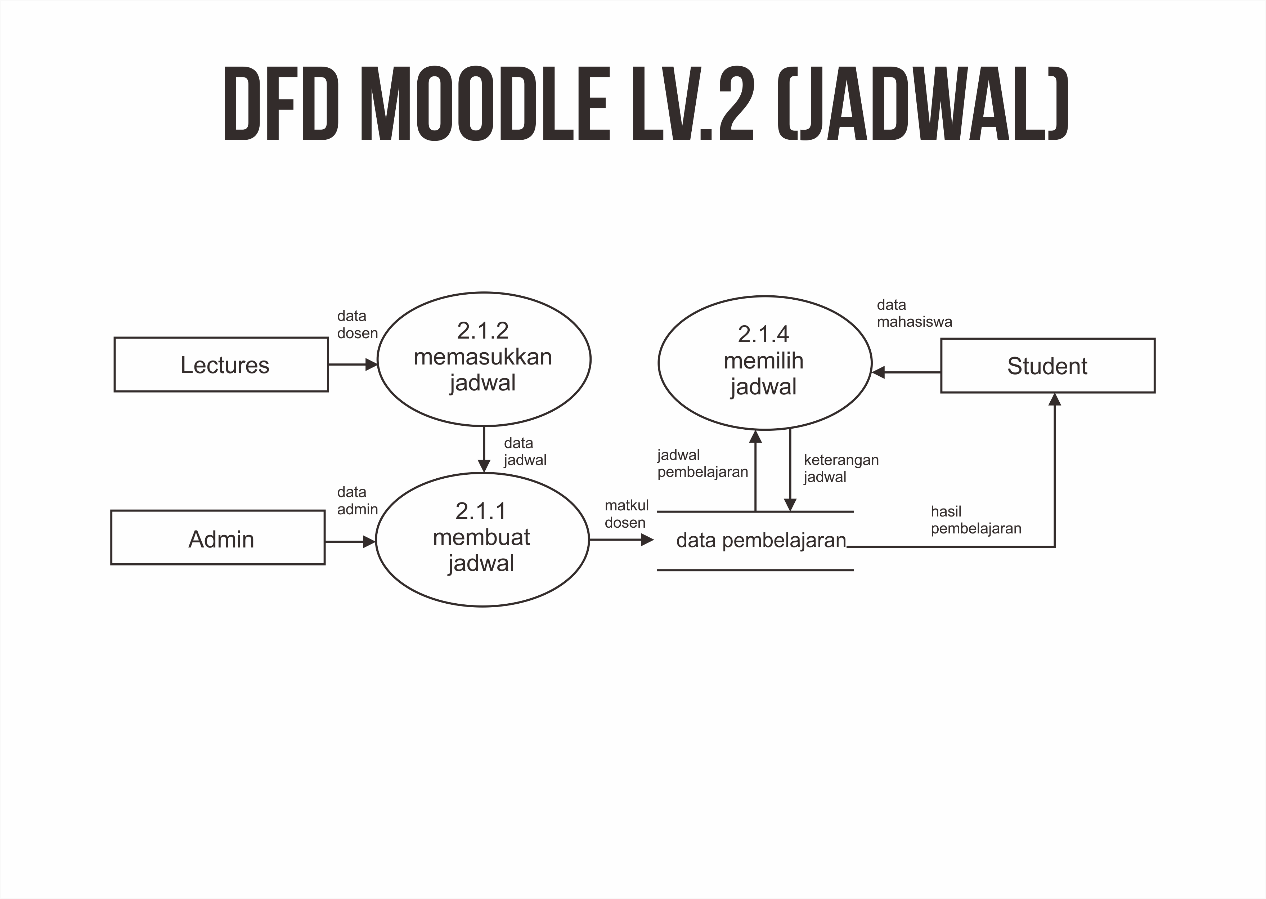 DFD MOODLE LV.2 (JADWAL)
data
dosen
Lectures
2.1.2
memasukkan
jadwal
2.1.4
memilih
jadwal
data
mahasiswa
Student
data
jadwal
jadwal
pembelajaran
keterangan
jadwal
data
admin
Admin
2.1.1
membuat
jadwal
matkul
dosen
data pembelajaran
hasil
pembelajaran